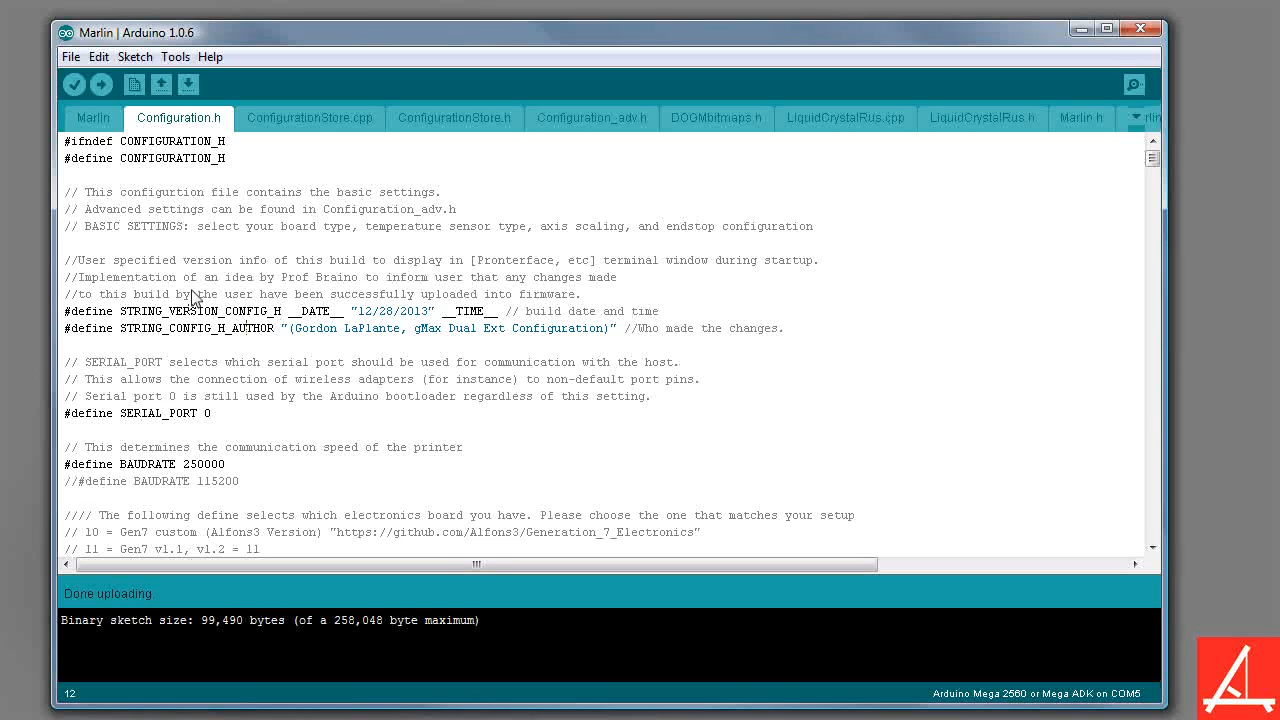 Marlin | Arduino 1.0.6
File Edit Sketch Tools Help
Marlin Configuration.h ConfigurationStore.cpp ConfigurationStore.h Configuration_adv.h DOGMbitmaps.h LiquidCrystalRus.cpp LiquidCrystalRus.h Marlin.h
#ifndef CONFIGURATION_H
#define CONFIGURATION_H
// This configurtion file contains the basic settings.
// Advanced settings can be found in Configuration_adv.h
// BASIC SETTINGS: select your board type, temperature sensor type, axis scaling, and endstop configuration
//User specified version info of this build to display in [Pronterface, etc] terminal window during startup.
//Implementation of an idea by Prof Braino to inform user that any changes made
//to this build by the user have been successfully uploaded into firmware.
#define STRING_VERSION_CONFIG_H __DATE__ "12/28/2013" __TIME__ // build date and time
#define STRING_CONFIG_H_AUTHOR "(Gordon LaPlante, gMax Dual Ext Configuration)" //Who made the changes.
// SERIAL_PORT selects which serial port should be used for communication with the host.
// This allows the connection of wireless adapters (for instance) to non-default port pins.
// Serial port 0 is still used by the Arduino bootloader regardless of this setting.
#define SERIAL_PORT 0
// This determines the communication speed of the printer
#define BAUDRATE 250000
//#define BAUDRATE 115200
//// The following define selects which electronics board you have. Please choose the one that matches your setup
// 10 = Gen7 custom (Alfons3 Version) "https://github.com/Alfons3/Generation_7_Electronics"
// 11 = Gen7 v1.1, v1.2 = 11
Done uploading.
Binary sketch size: 99,490 bytes (of a 258,048 byte maximum)
12 Arduino Mega 2560 or Mega ADK on COM5